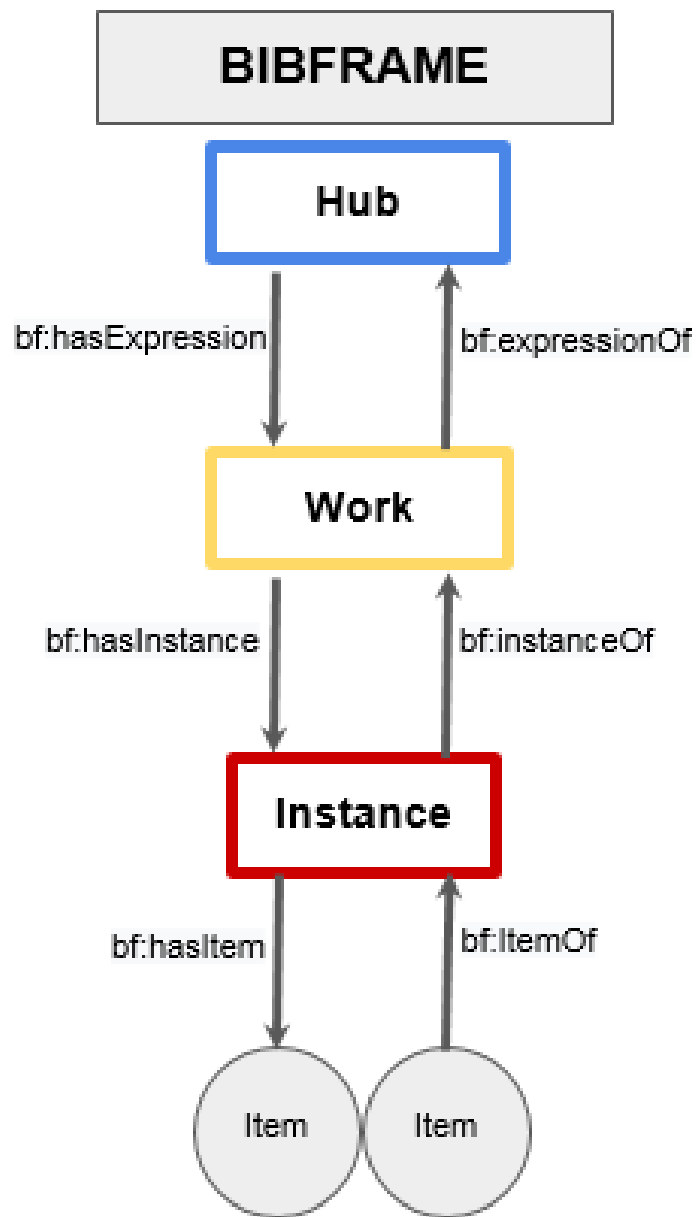 BIBFRAME
Hub
bf:hasExpression
bf:expressionOf
Work
bf:hasInstance
bf:instanceOf
Instance
bf:hasItem
bf:ItemOf
Item
Item